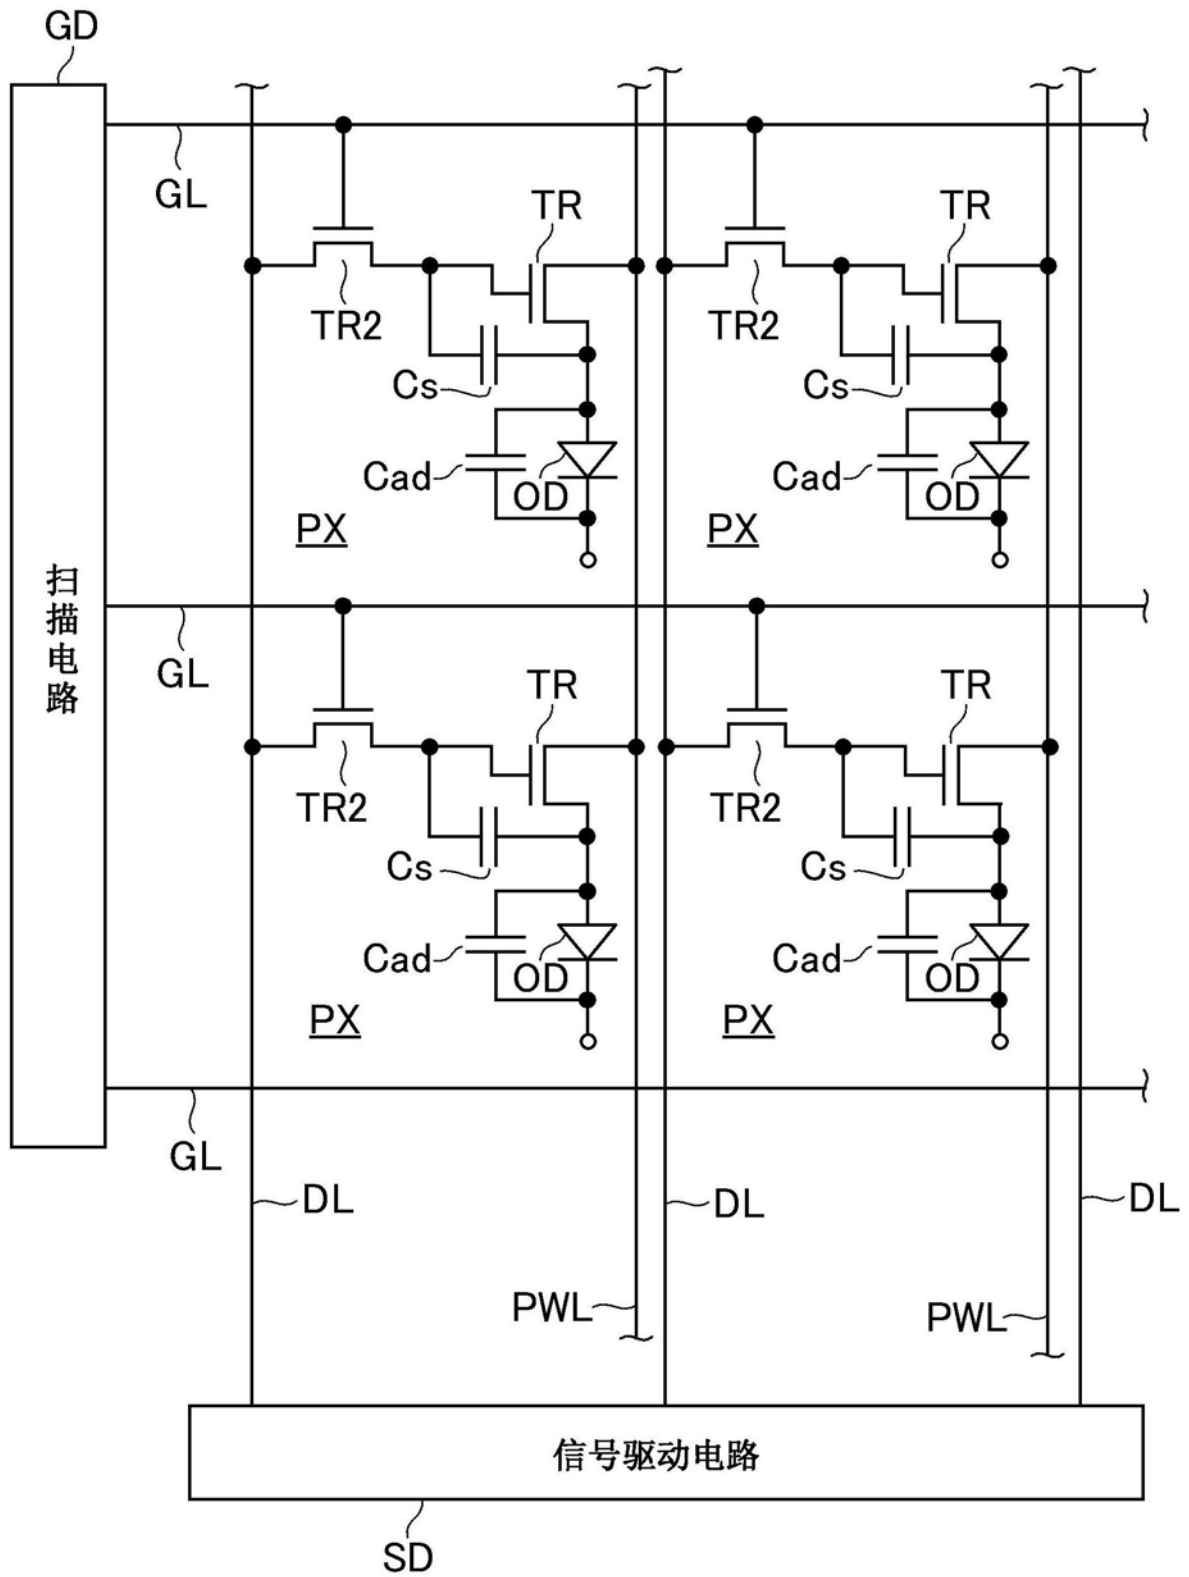 GD
GL
TR
TR
TR2
TR2
Cs
Cs
Cad
OD
Cad
OD
PX
PX
扫描电路
GL
TR
TR
TR2
TR2
Cs
Cs
Cad
OD
Cad
OD
PX
PX
GL
DL
DL
DL
PWL
PWL
信号驱动电路
SD